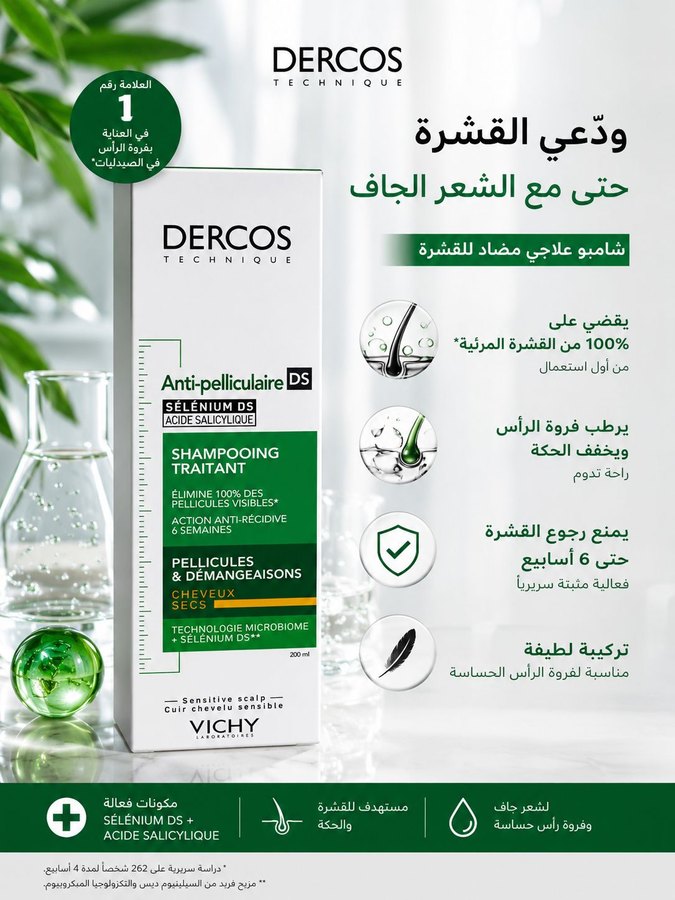 DERCOS
TECHNIQUE
العلامة رقم
1
في العناية
بفروة الرأس
في الصيدليات*
ودّعي القشرة
حتى مع الشعر الجاف
شامبو علاجي مضاد للقشرة
DERCOS
TECHNIQUE
Anti-pelliculaire DS
SÉLÉNIUM DS
ACIDE SALICYLIQUE
SHAMPOOING
TRAITANT
ÉLIMINE 100% DES
PELLICULES VISIBLES*
ACTION ANTI-RÉCIDIVE
6 SEMAINES
PELLICULES
& DÉMANGEAISONS
CHEVEUX
SECS
TECHNOLOGIE MICROBIOME
+ SÉLÉNIUM DS**
200 ml
Sensitive scalp
Cuir chevelu sensible
VICHY
LABORATOIRES
يقضي على
100% من القشرة المرئية*
من أول استعمال
يرطب فروة الرأس
ويخفف الحكة
راحة تدوم
يمنع رجوع القشرة
حتى 6 أسابيع
فعالية مثبتة سريرياً
تركيبة لطيفة
مناسبة لفروة الرأس الحساسة
مكونات فعالة
SÉLÉNIUM DS +
ACIDE SALICYLIQUE
مستهدف للقشرة
والحكة
لشعر جاف
وفروة رأس حساسة
* دراسة سريرية على 262 شخصاً لمدة 4 أسابيع.
** مزيج فريد من السيلينيوم ديس والتكزولوجيا المبكروبيوم.